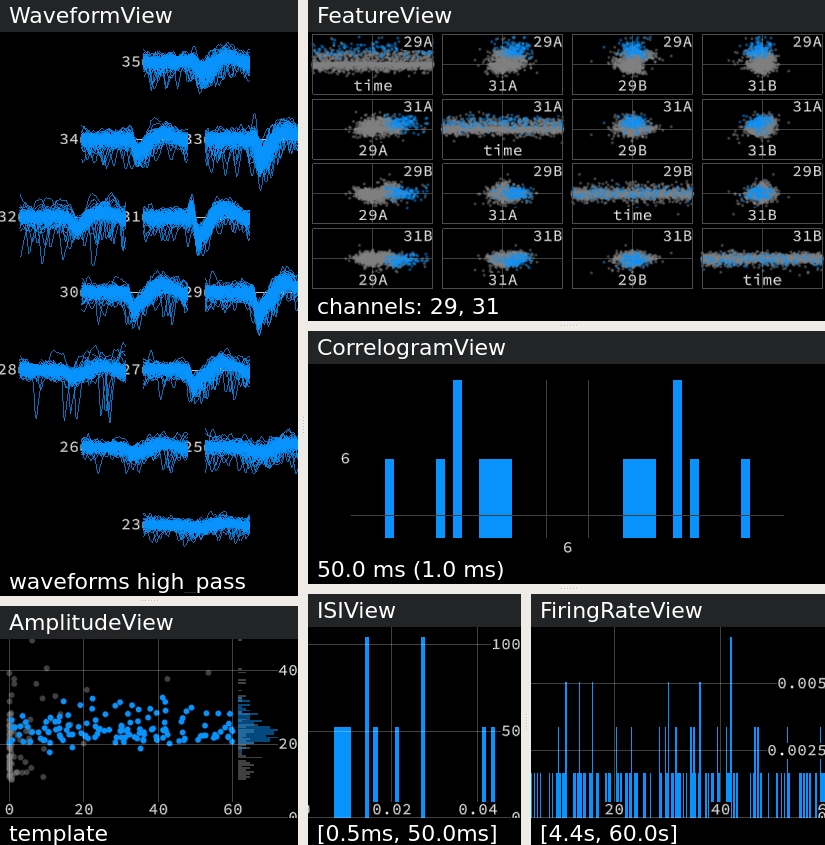 WaveformView
35
34 33
32 31
30 29
28 27
26 25
23
waveforms high_pass
FeatureView
29A 29A 29A 29A
time 31A 29B 31B
31A 31A 31A 31A
29A time 29B 31B
29B 29B 29B 29B
29A 31A time 31B
31B 31B 31B 31B
29A 31A 29B time
channels: 29, 31
CorrelogramView
6
6
50.0 ms (1.0 ms)
AmplitudeView
40
20
0 20 40 60
template
ISIView
100
50
0.02 0.04
[0.5ms, 50.0ms]
FiringRateView
0.005
0.0025
20 40
[4.4s, 60.0s]